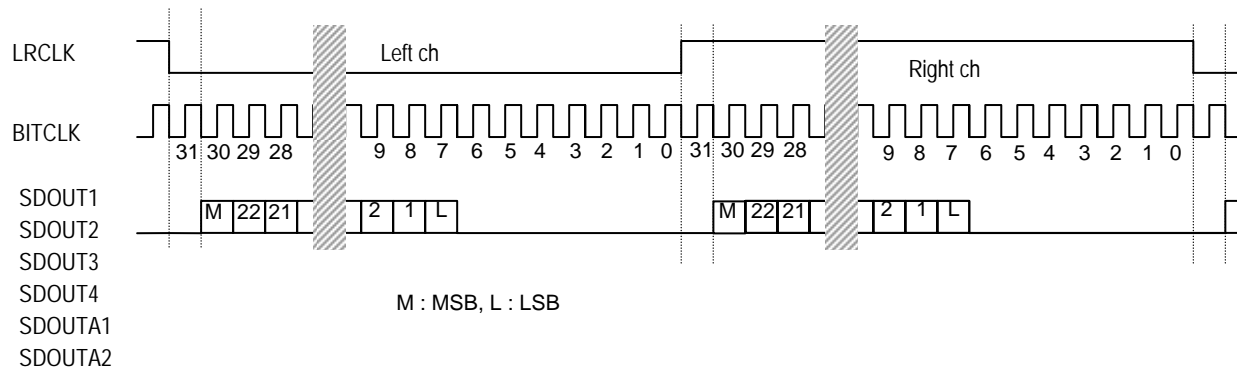 LRCLK
Left ch
Right ch
BITCLK
31 30 29 28 9 8 7 6 5 4 3 2 1 0 31 30 29 28 9 8 7 6 5 4 3 2 1 0
SDOUT1
M 22 21 2 1 L M 22 21 2 1 L
SDOUT2
SDOUT3
SDOUT4
M : MSB, L : LSB
SDOUTA1
SDOUTA2